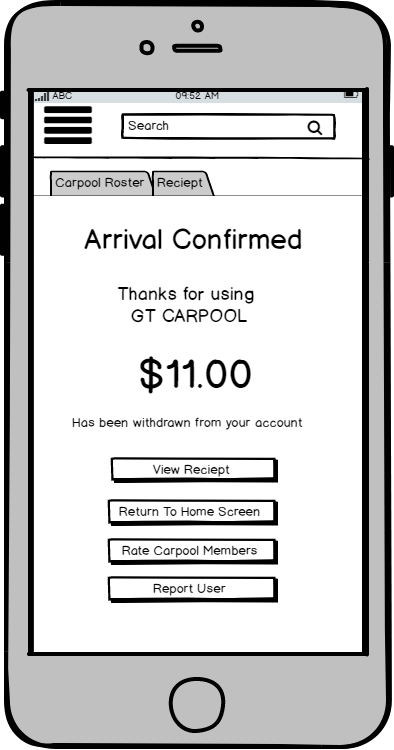 ABC 09:52 AM
Search
Carpool Roster Reciept
Arrival Confirmed
Thanks for using
GT CARPOOL
$11.00
Has been withdrawn from your account
View Reciept
Return To Home Screen
Rate Carpool Members
Report User